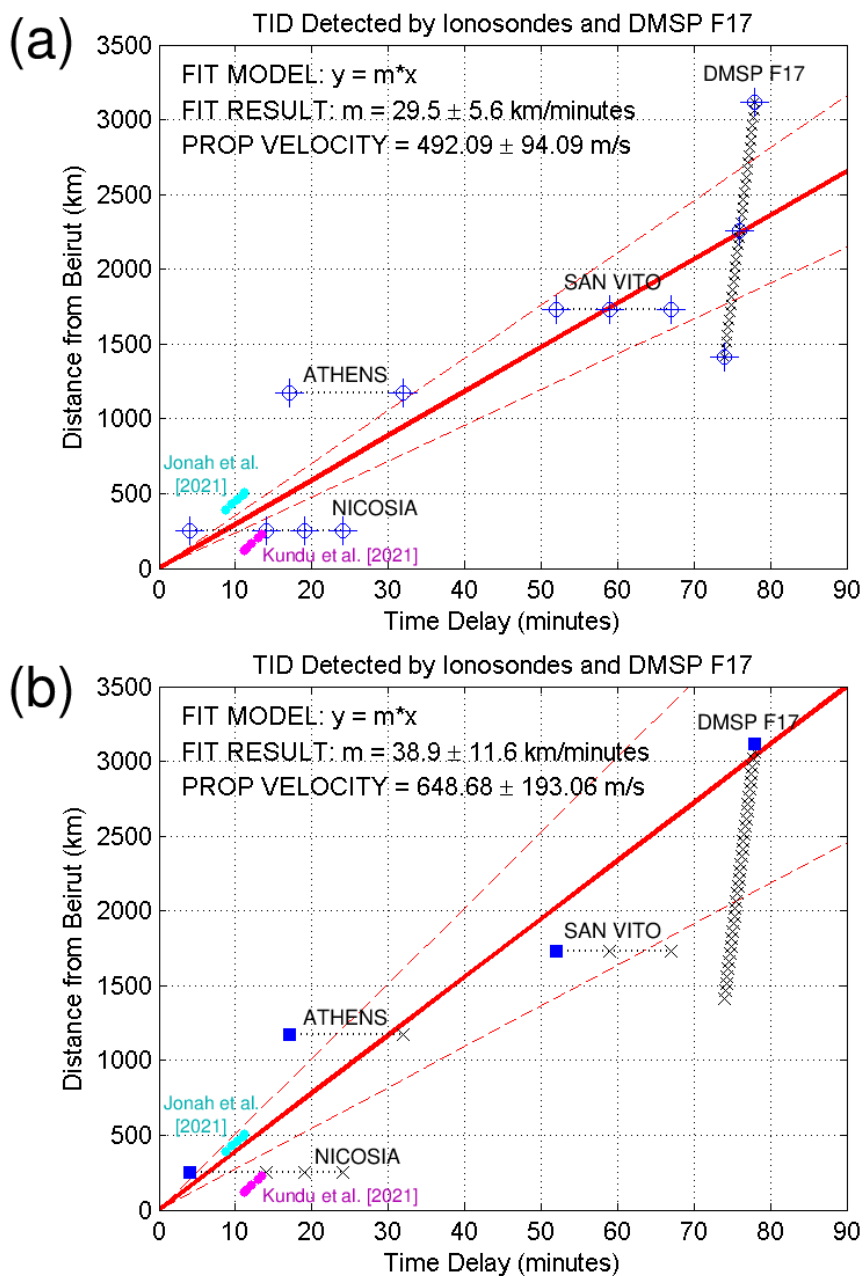 (a)
TID Detected by Ionosondes and DMSP F17
FIT MODEL: y = m*x
FIT RESULT: m = 29.5 ± 5.6 km/minutes
PROP VELOCITY = 492.09 ± 94.09 m/s
DMSP F17
SAN VITO
ATHENS
Jonah et al.
[2021]
NICOSIA
Kundu et al. [2021]
Distance from Beirut (km)
3500
3000
2500
2000
1500
1000
500
0
0 10 20 30 40 50 60 70 80 90
Time Delay (minutes)
(b)
TID Detected by Ionosondes and DMSP F17
FIT MODEL: y = m*x
FIT RESULT: m = 38.9 ± 11.6 km/minutes
PROP VELOCITY = 648.68 ± 193.06 m/s
DMSP F17
SAN VITO
ATHENS
Jonah et al.
[2021]
NICOSIA
Kundu et al. [2021]
Distance from Beirut (km)
3500
3000
2500
2000
1500
1000
500
0
0 10 20 30 40 50 60 70 80 90
Time Delay (minutes)